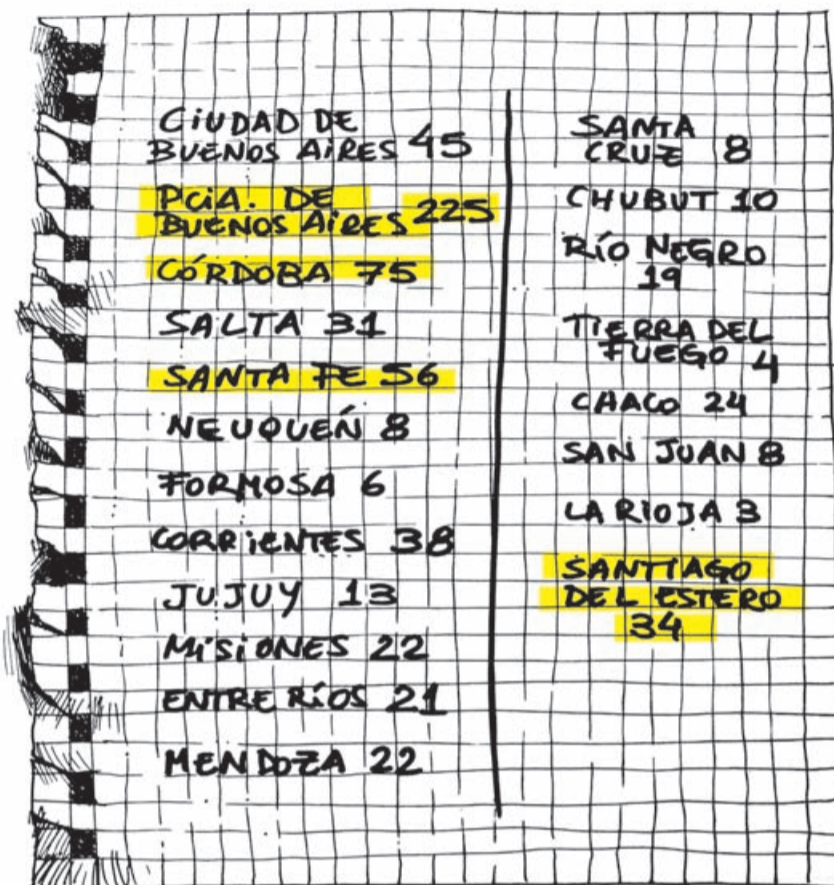 CiUDAD DE
BUENOS AiRES 45
PCiA. DE
BUENOS AiRES 225
CÓRDOBA 75
SALTA 31
SANTA FE 56
NEUQUÉN 8
FORMOSA 6
CORRiENTES 38
JUJUY 13
MiSiONES 22
ENTRE RÍOS 21
MENDOZA 22
SANTA
CRUZ 8
CHUBUT 10
RÍO NEGRO
19
TIERRA DEL
FUEGO 4
CHACO 24
SAN JUAN 8
LA RIOJA 3
SANTIAGO
DEL ESTERO
34